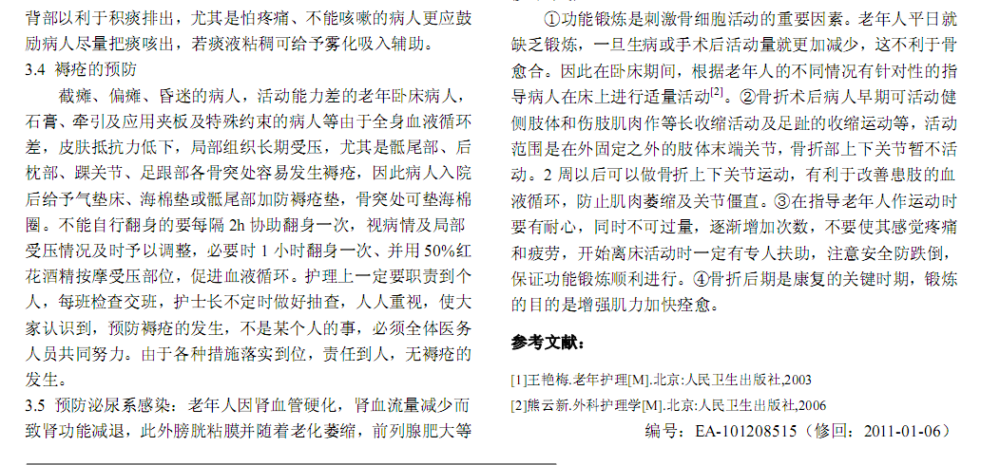 背部以利于积痰排出，尤其是怕疼痛、不能咳嗽的病人更应鼓
励病人尽量把痰咳出，若痰液粘稠可给予雾化吸入辅助。
3.4 褥疮的预防
截瘫、偏瘫、昏迷的病人，活动能力差的老年卧床病人，
石膏、牵引及应用夹板及特殊约束的病人等由于全身血液循环
差，皮肤抵抗力低下，局部组织长期受压，尤其是骶尾部、后
枕部、踝关节、足跟部各骨突处容易发生褥疮，因此病人入院
后给予气垫床、海棉垫或骶尾部加防褥疮垫，骨突处可垫海棉
圈。不能自行翻身的要每隔 2h 协助翻身一次，视病情及局部
受压情况及时予以调整，必要时 1 小时翻身一次、并用 50%红
花酒精按摩受压部位，促进血液循环。护理上一定要职责到个
人，每班检查交班，护士长不定时做好抽查，人人重视，使大
家认识到，预防褥疮的发生，不是某个人的事，必须全体医务
人员共同努力。由于各种措施落实到位，责任到人，无褥疮的
发生。
3.5 预防泌尿系感染：老年人因肾血管硬化，肾血流量减少而
致肾功能减退，此外膀胱粘膜并随着老化萎缩，前列腺肥大等
①功能锻炼是刺激骨细胞活动的重要因素。老年人平日就
缺乏锻炼，一旦生病或手术后活动量就更加减少，这不利于骨
愈合。因此在卧床期间，根据老年人的不同情况有针对性的指
导病人在床上进行适量活动[2]。②骨折术后病人早期可活动健
侧肢体和伤肢肌肉作等长收缩活动及足趾的收缩运动等，活动
范围是在外固定之外的肢体末端关节，骨折部上下关节暂不活
动。2 周以后可以做骨折上下关节运动，有利于改善患肢的血
液循环，防止肌肉萎缩及关节僵直。③在指导老年人作运动时
要有耐心，同时不可过量，逐渐增加次数，不要使其感觉疼痛
和疲劳，开始离床活动时一定有专人扶助，注意安全防跌倒，
保证功能锻炼顺利进行。④骨折后期是康复的关键时期，锻炼
的目的是增强肌力加快痊愈。
参考文献：
[1]王艳梅.老年护理[M].北京:人民卫生出版社,2003
[2]熊云新.外科护理学[M].北京:人民卫生出版社,2006
编号：EA-101208515（修回：2011-01-06）